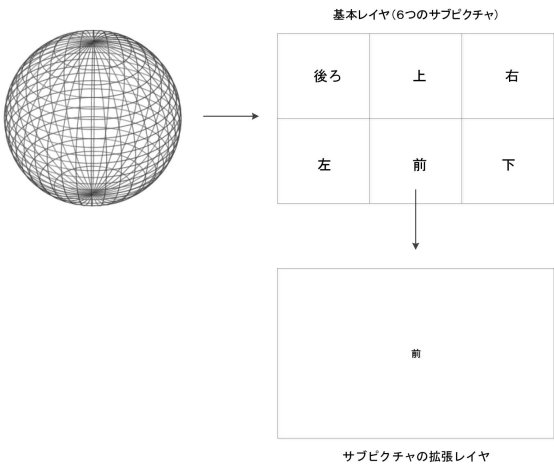 基本レイヤ(6つのサブピクチャ)
後ろ 上 右
左 前 下
前
サブピクチャの拡張レイヤ